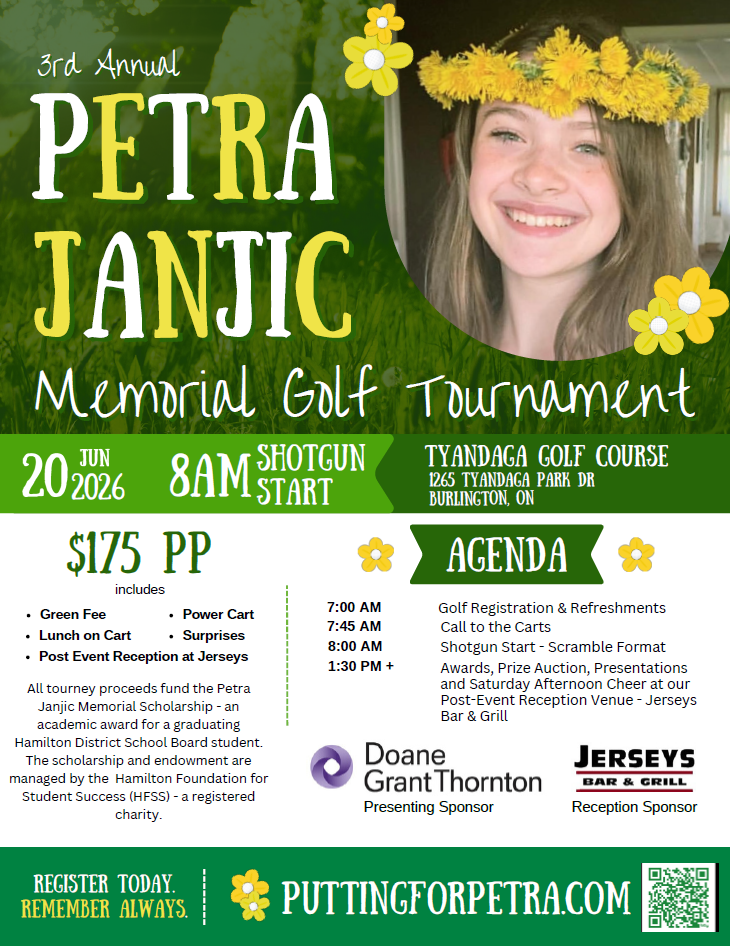 3rd Annual
PETRA
JANJIC
Memorial Golf Tournament
20 JUN 2026
8AM SHOTGUN START
TYANDAGA GOLF COURSE
1265 TYANDAGA PARK DR
BURLINGTON, ON
$175 PP
includes
• Green Fee
• Power Cart
• Lunch on Cart
• Surprises
• Post Event Reception at Jerseys
All tourney proceeds fund the Petra
Janjic Memorial Scholarship - an
academic award for a graduating
Hamilton District School Board student.
The scholarship and endowment are
managed by the Hamilton Foundation for
Student Success (HFSS) - a registered
charity.
AGENDA
7:00 AM Golf Registration & Refreshments
7:45 AM Call to the Carts
8:00 AM Shotgun Start - Scramble Format
1:30 PM + Awards, Prize Auction, Presentations
and Saturday Afternoon Cheer at our
Post-Event Reception Venue - Jerseys
Bar & Grill
Doane
GrantThornton
Presenting Sponsor
JERSEYS
BAR & GRILL
Reception Sponsor
REGISTER TODAY.
REMEMBER ALWAYS.
PUTTINGFORPETRA.COM